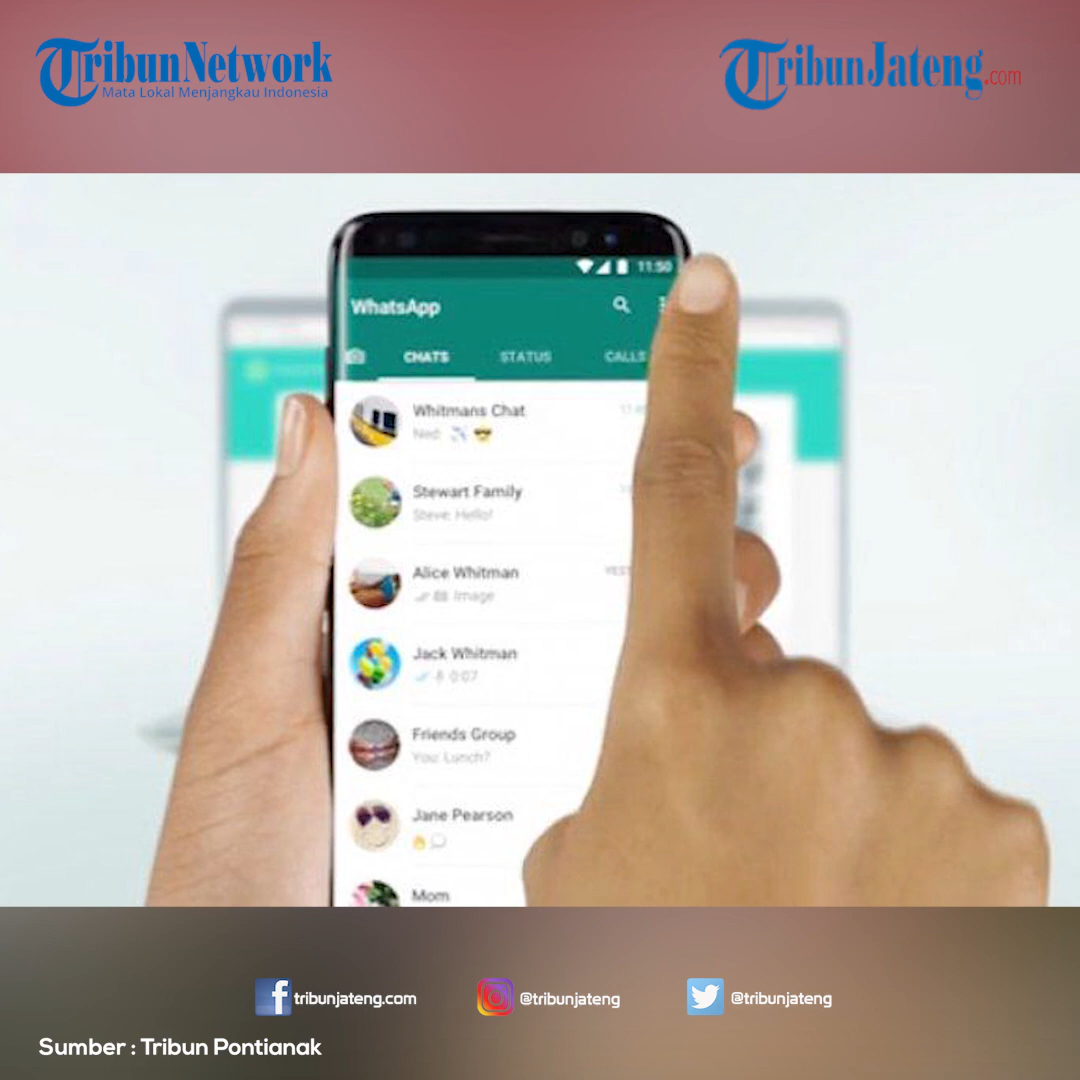 TribunNetwork
Mata Lokal Menjangkau Indonesia
TribunJateng.com
11:50
WhatsApp
CHATS STATUS CALLS
Whitmans Chat
Ned:
Stewart Family
Steve: Hello!
Alice Whitman
Image
Jack Whitman
0:07
Friends Group
You: Lunch?
Jane Pearson
Mom
tribunjateng.com
@tribunjateng
@tribunjateng
Sumber : Tribun Pontianak